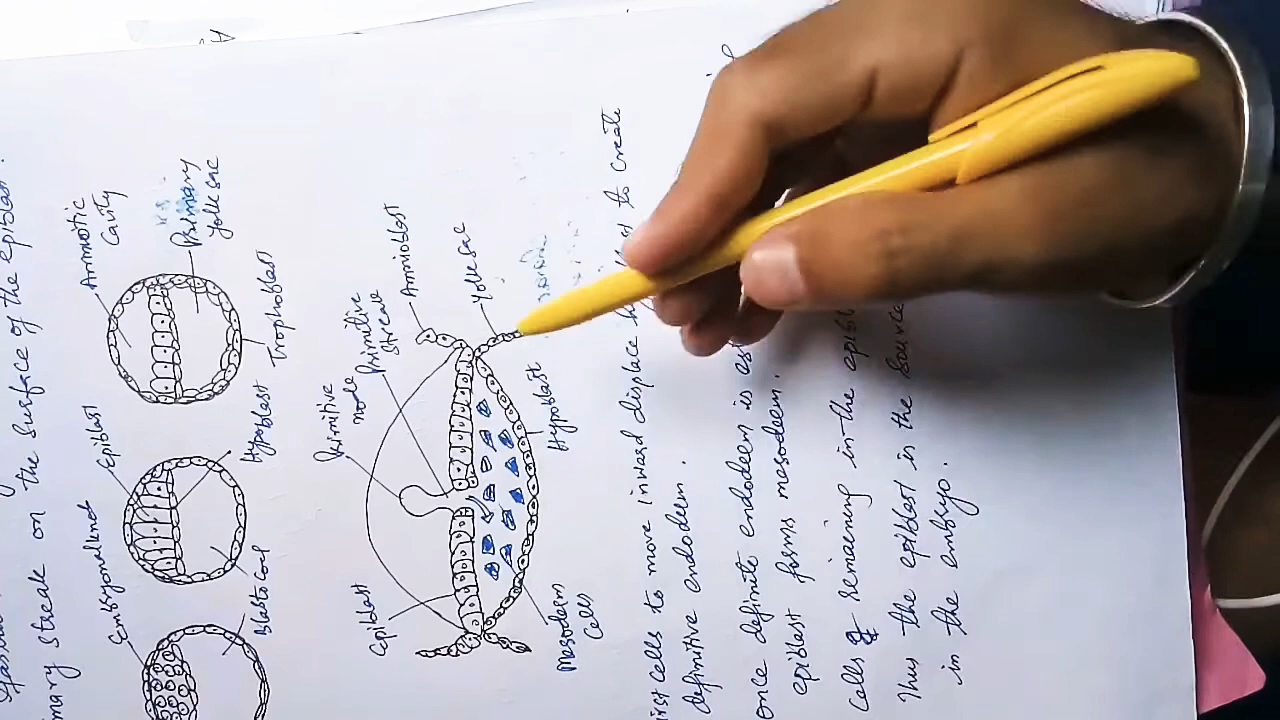 mary streak on the surface of the epiblast.
Embryonal knot
Epiblast
Amniotic
Cavity
Primary
yolk sac
Blastocoel
Hypoblast
Trophoblast
Epiblast
Primitive
node
Primitive
streak
Amnioblast
Yolk sac
Mesoderm
Cells
Hypoblast
irst cells to move inward displace to create
definitive endoderm.
Once definite endoderm is
epiblast forms mesoderm.
Cells remaining in the
Thus the epiblast is the source
in the embryo.